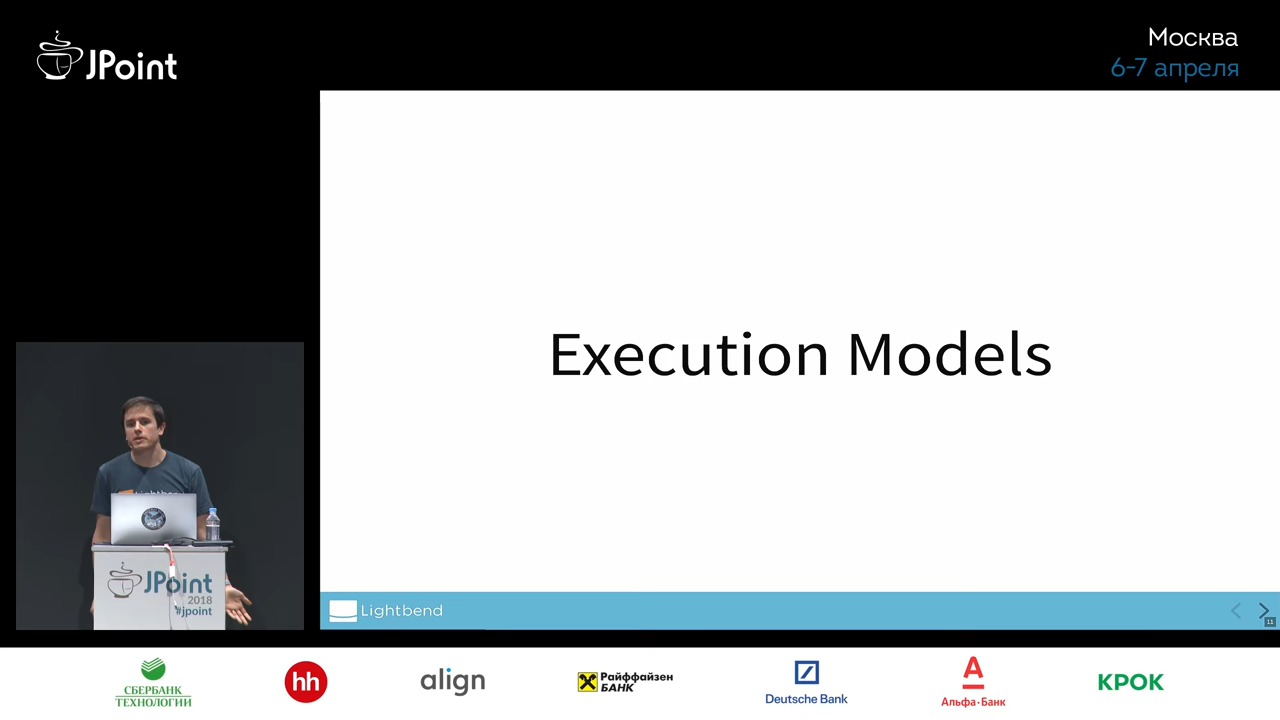 JPoint
Москва
6-7 апреля
Execution Models
Lightbend
11
JPoint
2018
#jpoint
СБЕРБАНК
ТЕХНОЛОГИИ
hh
align
Райффайзен
БАНК
Deutsche Bank
Альфа·Банк
КРОК